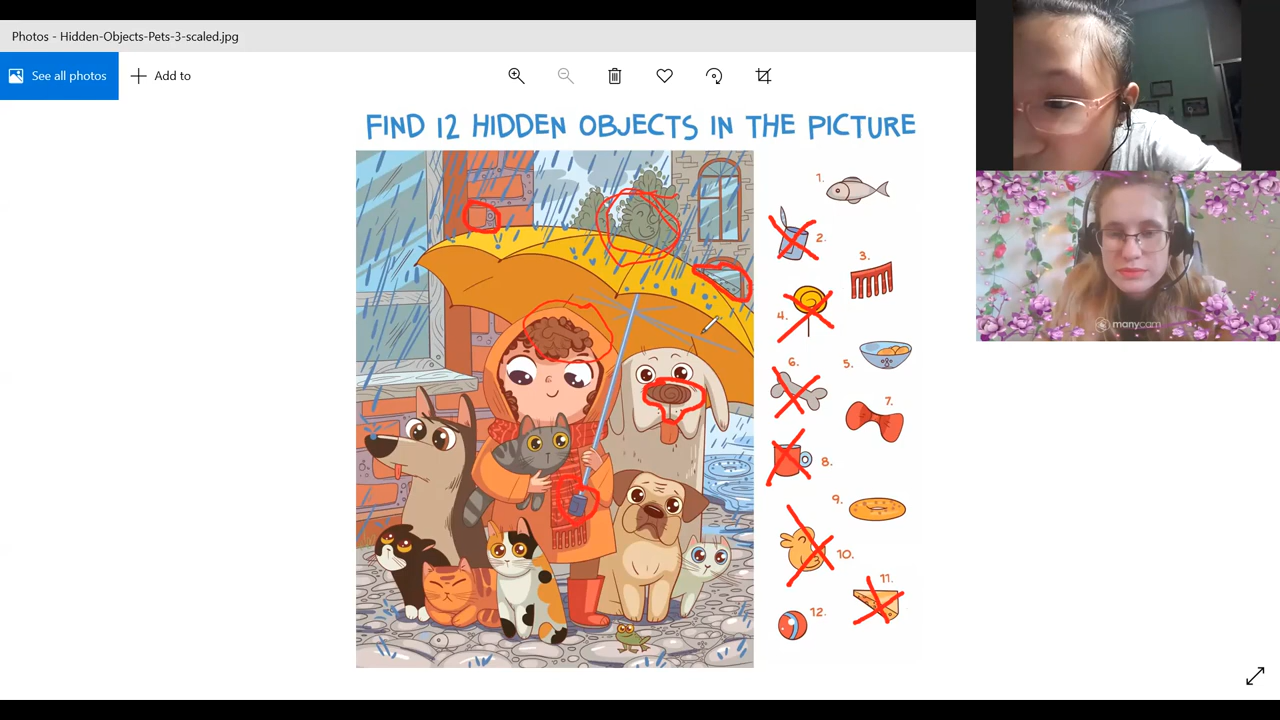 Photos - Hidden-Objects-Pets-3-scaled.jpg
See all photos
Add to
FIND 12 HIDDEN OBJECTS IN THE PICTURE
1.
2.
3.
4.
5.
6.
7.
8.
9.
10.
11.
12.
manycam